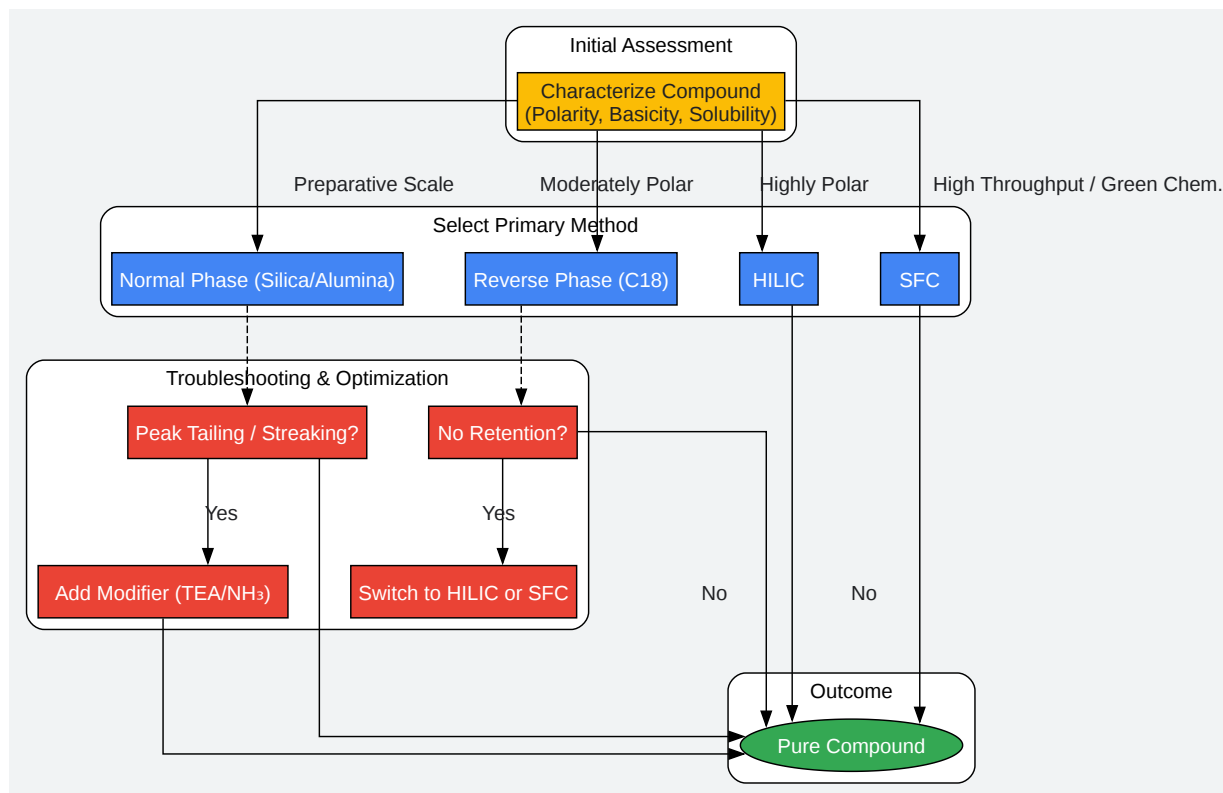 Initial Assessment
Characterize Compound
(Polarity, Basicity, Solubility)
Preparative Scale
Moderately Polar
Highly Polar
High Throughput / Green Chem.
Select Primary Method
Normal Phase (Silica/Alumina)
Reverse Phase (C18)
HILIC
SFC
Troubleshooting & Optimization
Peak Tailing / Streaking?
No Retention?
Yes
Yes
Add Modifier (TEA/NH₃)
Switch to HILIC or SFC
No
No
Outcome
Pure Compound